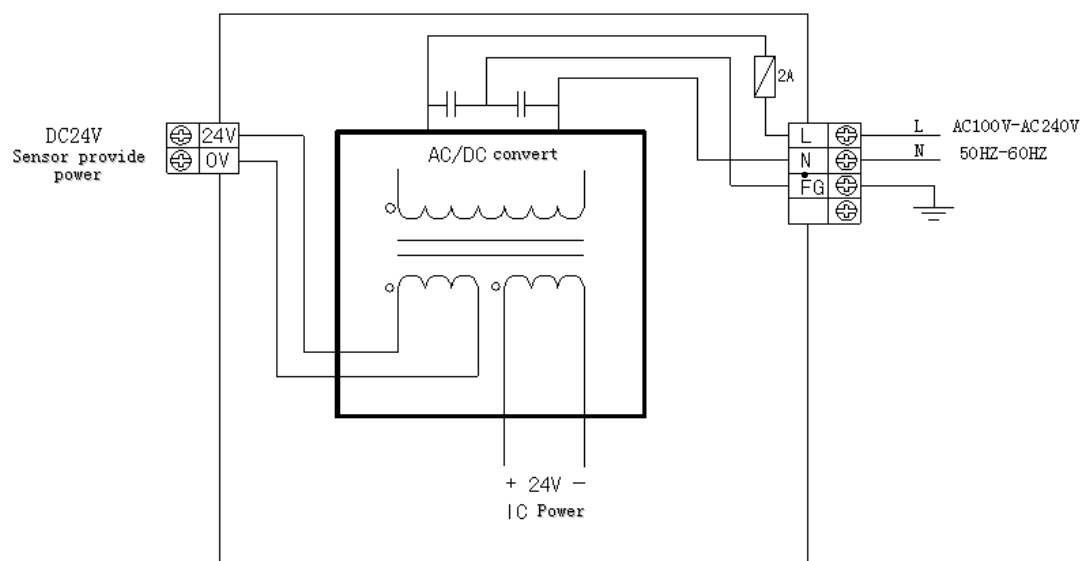 2A
DC24V
Sensor provide
power
24V
0V
AC/DC convert
L
N
FG
L
AC100V-AC240V
N
50HZ-60HZ
+ 24V −
IC Power